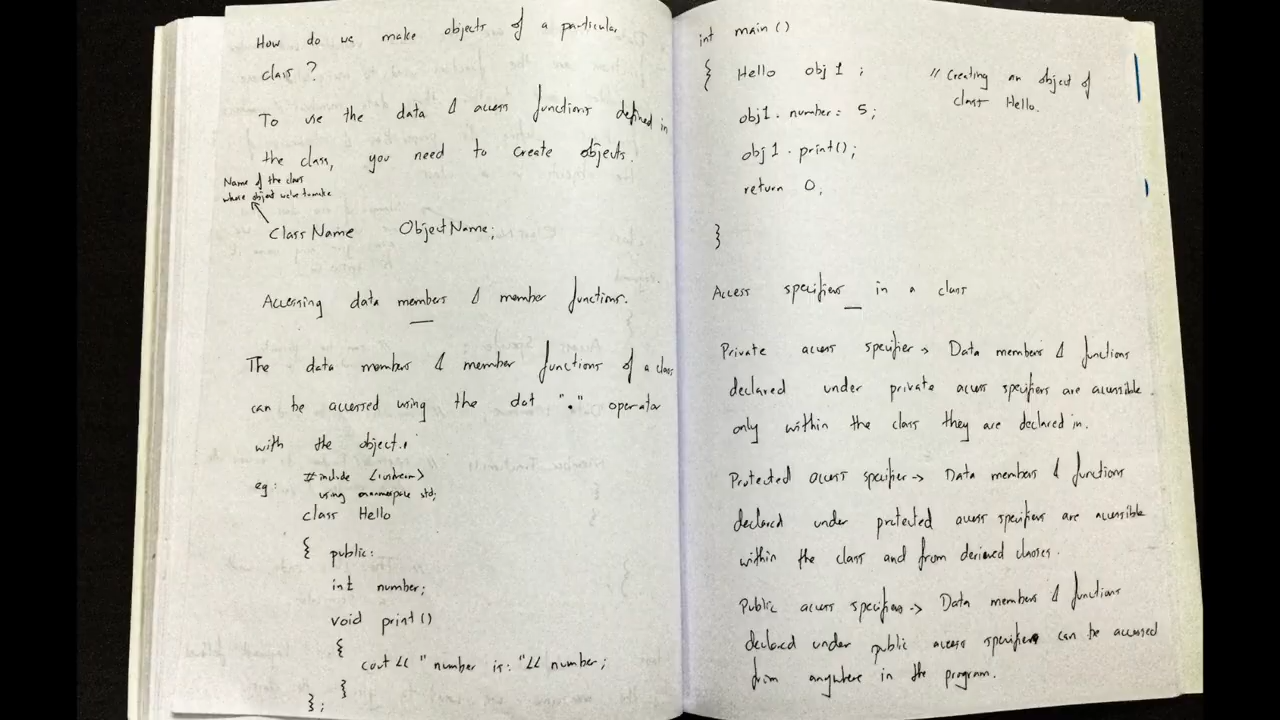 How do we make objects of a particular
class ?
To use the data & access functions defined in
the class, you need to create objects.
Name of the class
whose object we've to make
ClassName ObjectName;
Accessing data members & member functions.
The data members & member functions of a class
can be accessed using the dot "." operator
with the object.
eg: #include <iostream>
using namespace std;
class Hello
{ public:
int number;
void print()
{
cout << " number is: "<< number;
}
};
int main ()
{ Hello obj 1 ; // Creating an object of
class Hello.
obj1. number = 5;
obj 1 . print();
return 0;
}
Access specifiers in a class
Private access specifier → Data members & functions
declared under private access specifiers are accessible
only within the class they are declared in.
Protected access specifier → Data members & functions
declared under protected access specifiers are accessible
within the class and from derived classes.
Public access specifiers → Data members & functions
declared under public access specifiers can be accessed
from anywhere in the program.